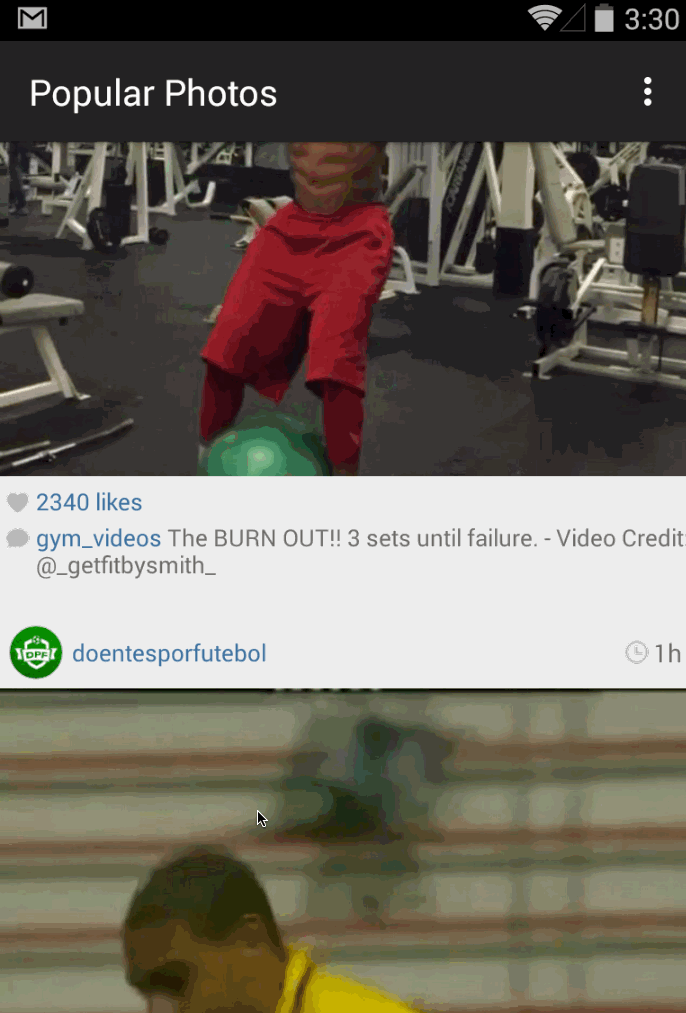 3:30
Popular Photos
2340 likes
gym_videos The BURN OUT!! 3 sets until failure. - Video Credit:
@_getfitbysmith_
DPF
doentesporfutebol
1h